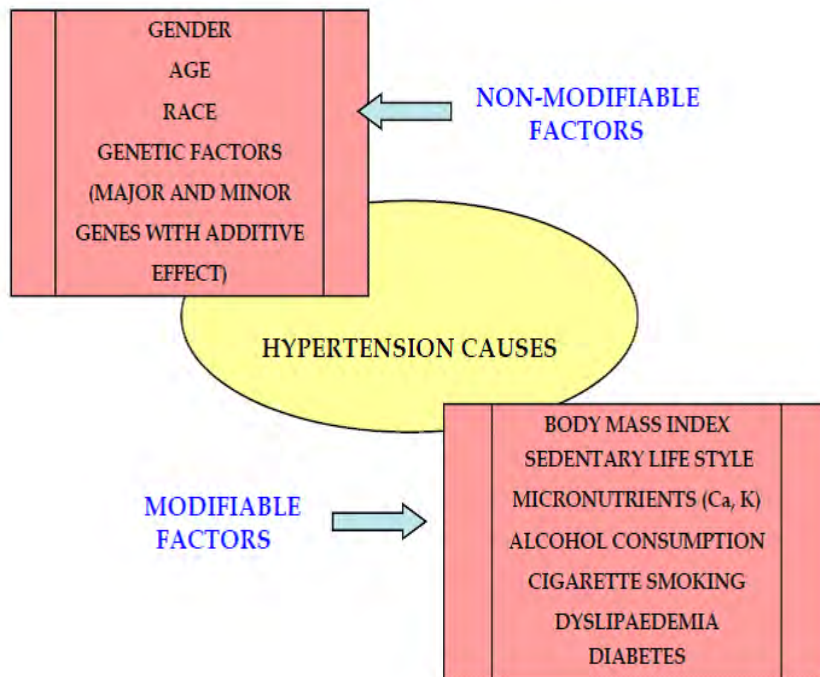 GENDER
AGE
RACE
GENETIC FACTORS
(MAJOR AND MINOR
GENES WITH ADDITIVE
EFFECT)
NON-MODIFIABLE
FACTORS
HYPERTENSION CAUSES
MODIFIABLE
FACTORS
BODY MASS INDEX
SEDENTARY LIFE STYLE
MICRONUTRIENTS (Ca, K)
ALCOHOL CONSUMPTION
CIGARETTE SMOKING
DYSLIPAEDEMIA
DIABETES